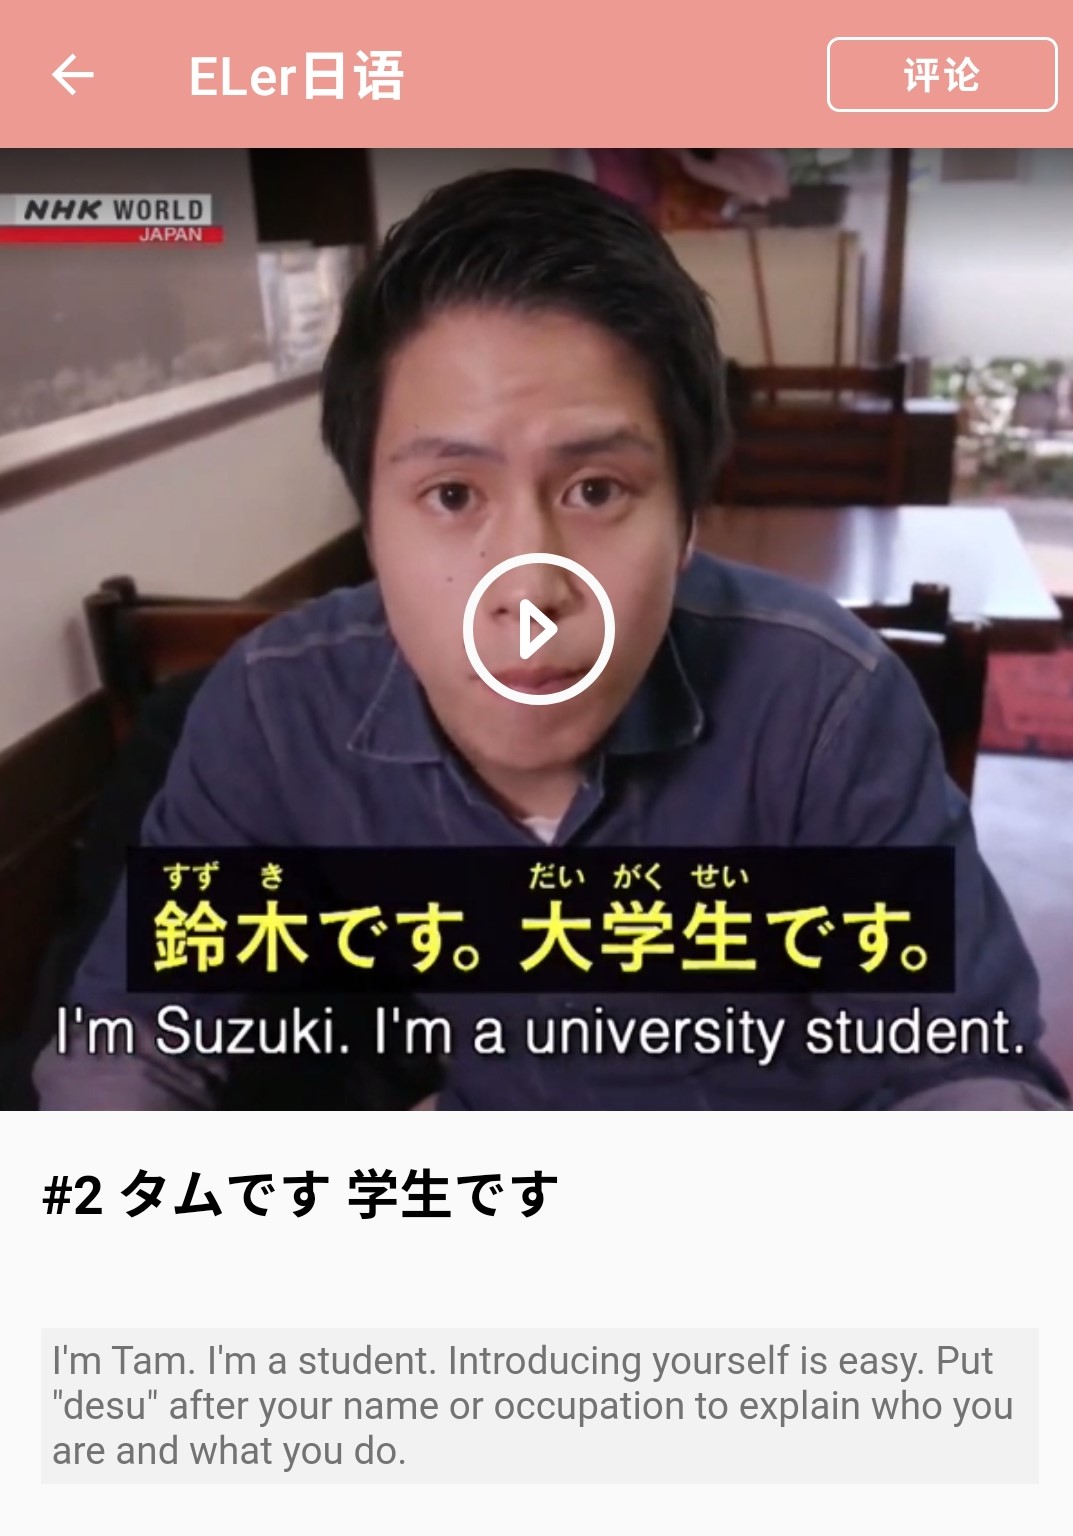 ELer日语
评论
NHK WORLD
JAPAN
すず き だい がく せい
鈴木です。大学生です。
I'm Suzuki. I'm a university student.
#2 タムです 学生です
I'm Tam. I'm a student. Introducing yourself is easy. Put
"desu" after your name or occupation to explain who you
are and what you do.